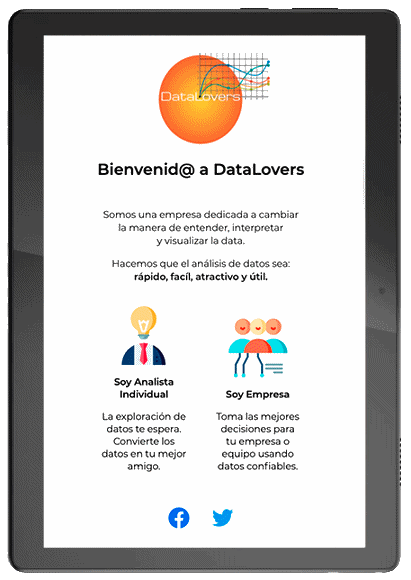 DataLovers
Bienvenid@ a DataLovers
Somos una empresa dedicada a cambiar
la manera de entender, interpretar
y visualizar la data.
Hacemos que el análisis de datos sea:
rápido, facíl, atractivo y útil.
Soy Analista
Individual
La exploración de
datos te espera.
Convierte los
datos en tu mejor
amigo.
Soy Empresa
Toma las mejores
decisiones para
tu empresa o
equipo usando
datos confiables.